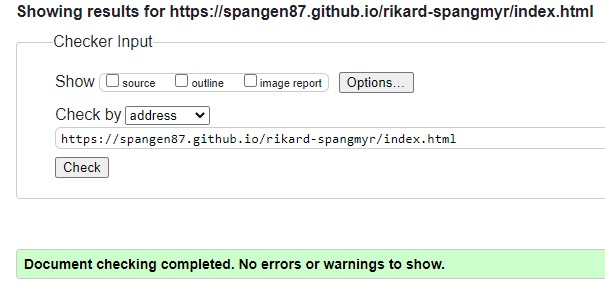 Showing results for https://spangen87.github.io/rikard-spangmyr/index.html
Checker Input
Show source outline image report Options...
Check by address
https://spangen87.github.io/rikard-spangmyr/index.html
Check
Document checking completed. No errors or warnings to show.